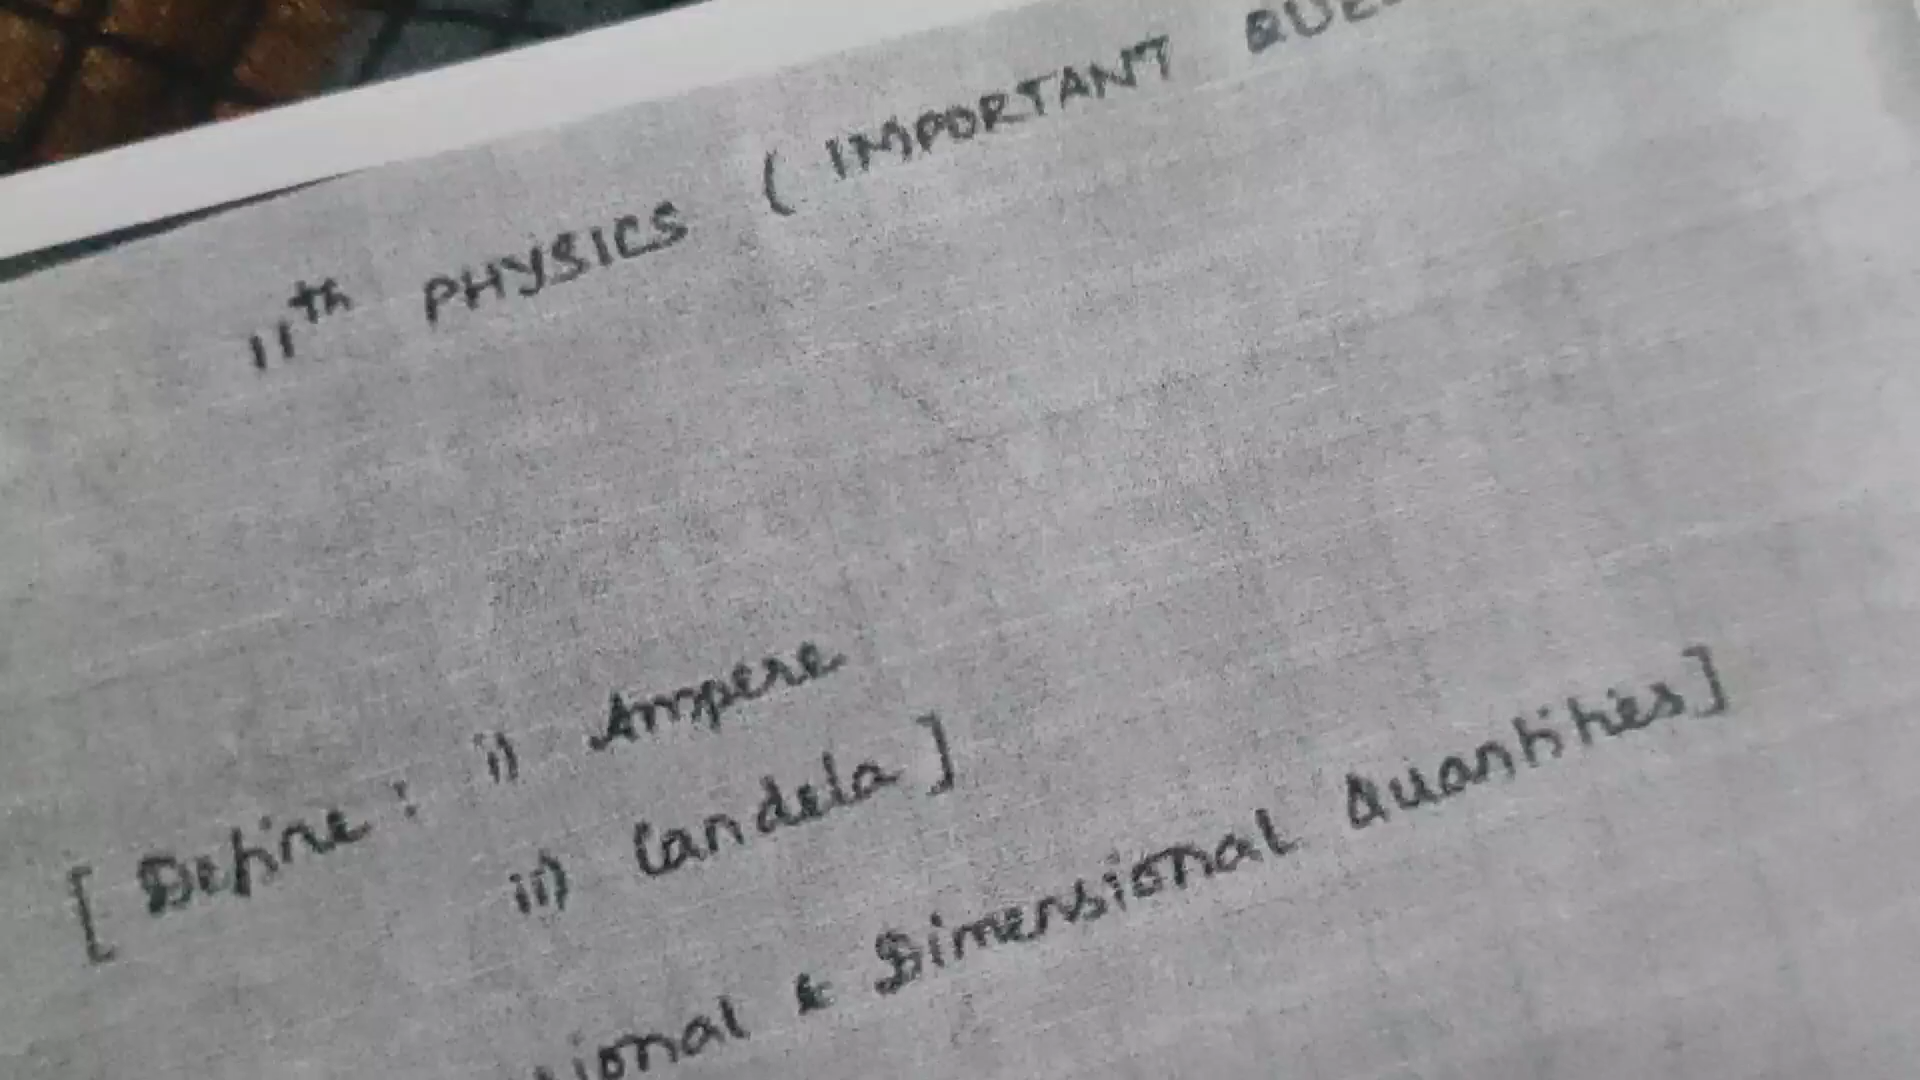 11th PHYSICS ( IMPORTANT
[ Define : i) Ampere
ii) Candela ]
& Dimensional Quantities ]